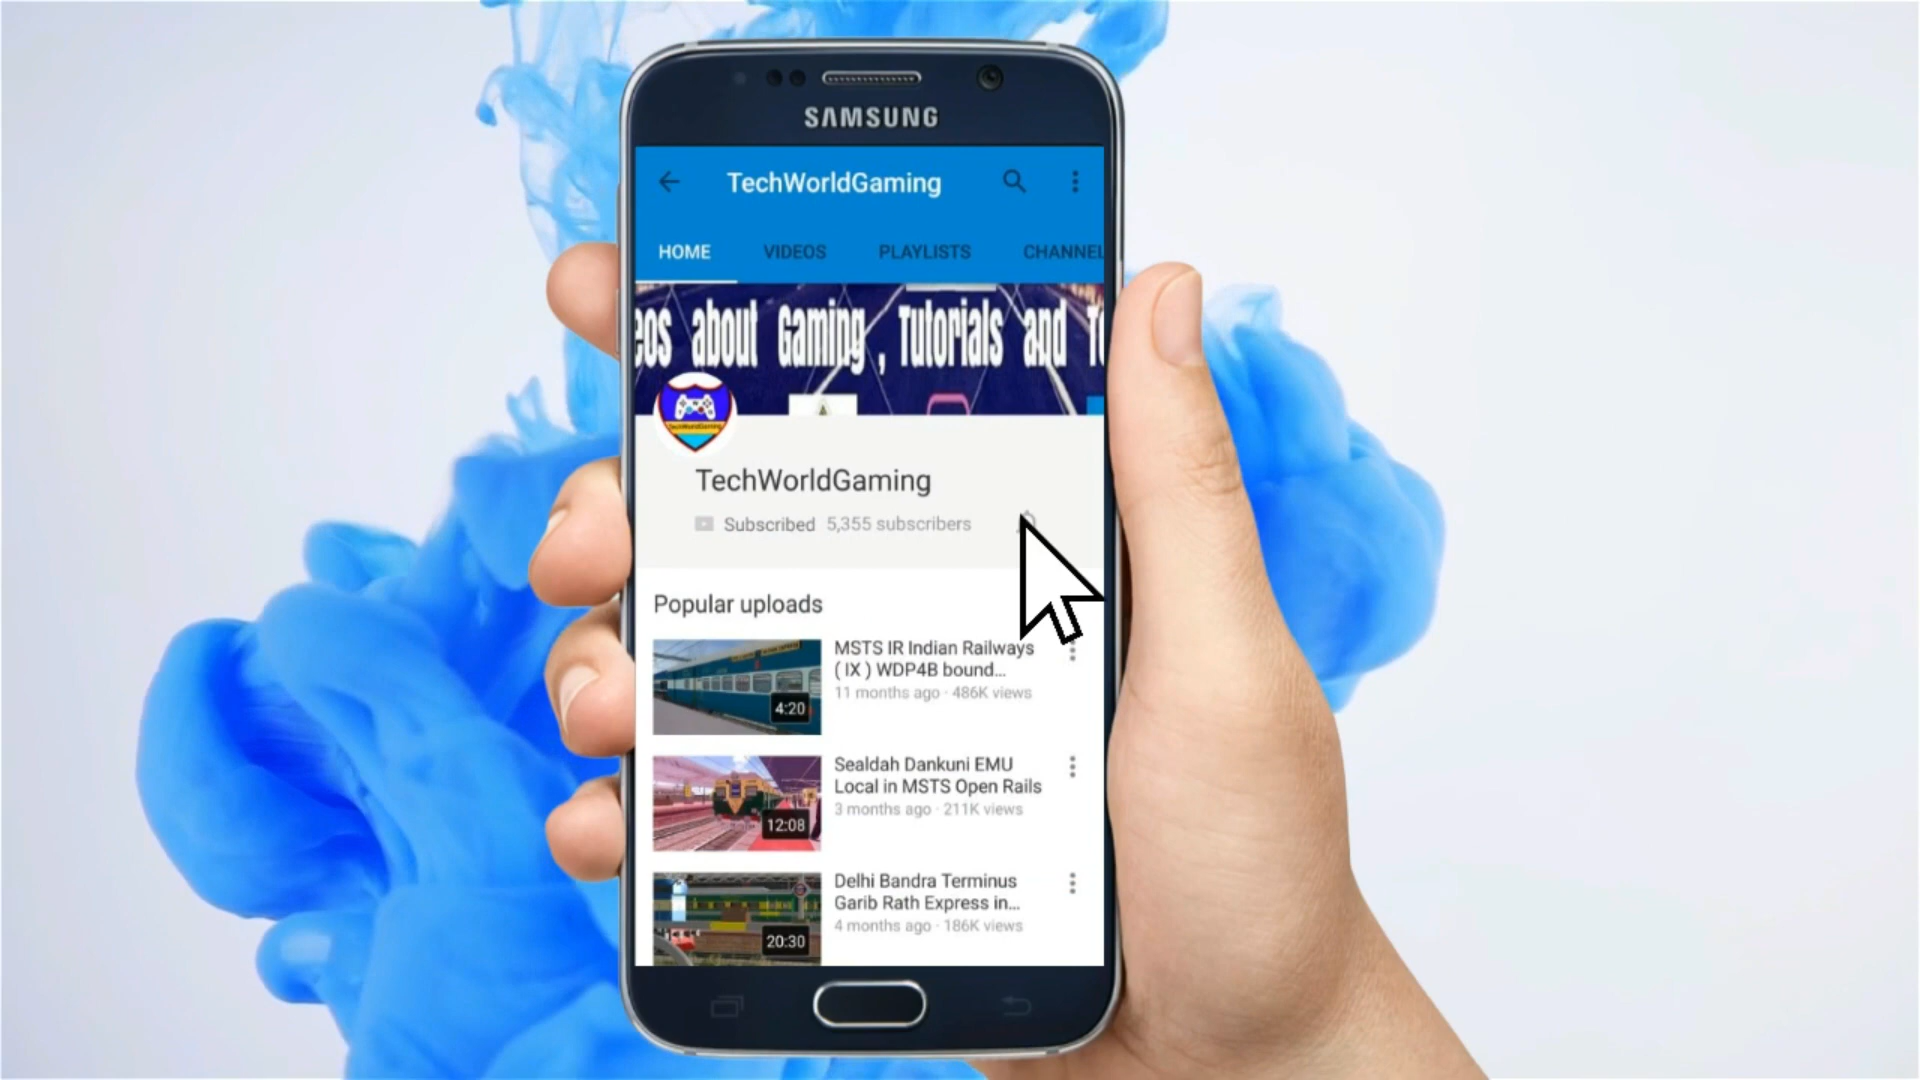 SAMSUNG
TechWorldGaming
HOME VIDEOS PLAYLISTS CHANNEL
eos about Gaming , Tutorials and Te
TechWorldGaming
TechWorldGaming
Subscribed 5,355 subscribers
Popular uploads
MSTS IR Indian Railways
( IX ) WDP4B bound...
11 months ago · 486K views
4:20
Sealdah Dankuni EMU
Local in MSTS Open Rails
3 months ago · 211K views
12:08
Delhi Bandra Terminus
Garib Rath Express in...
4 months ago · 186K views
20:30